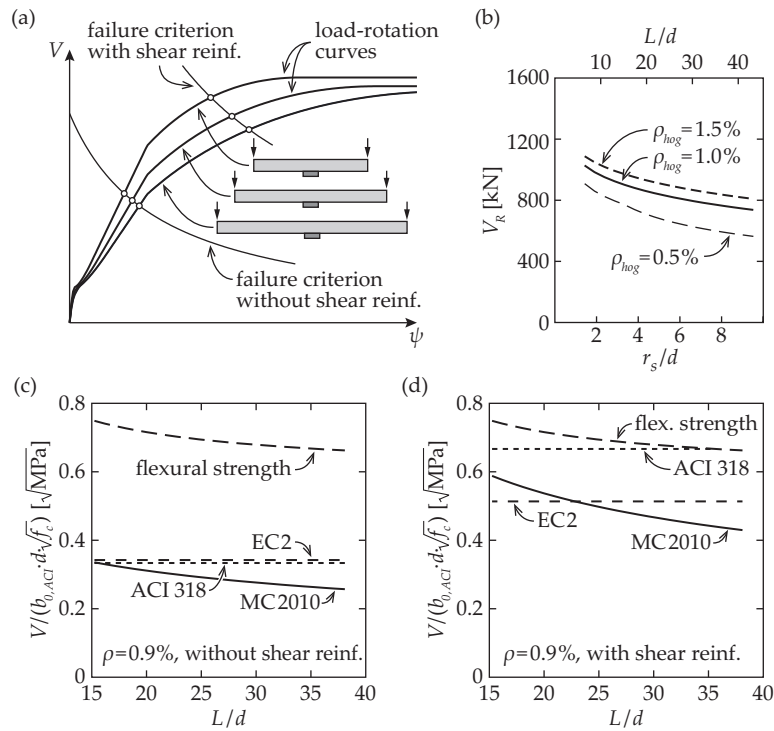 (a)
V
failure criterion
with shear reinf.
load-rotation
curves
failure criterion
without shear reinf.
ψ
(b)
L/d
10 20 30 40
1600
1200
800
400
0
V_R [kN]
ρ_hog=1.5%
ρ_hog=1.0%
ρ_hog=0.5%
2 4 6 8
r_s/d
(c)
0.8
0.6
0.4
0.2
0
V/(b_0,ACI·d·√f_c) [√MPa]
flexural strength
EC2
ACI 318
MC2010
ρ=0.9%, without shear reinf.
15 20 25 30 35 40
L/d
(d)
0.8
0.6
0.4
0.2
0
V/(b_0,ACI·d·√f_c) [√MPa]
flex. strength
ACI 318
EC2
MC2010
ρ=0.9%, with shear reinf.
15 20 25 30 35 40
L/d